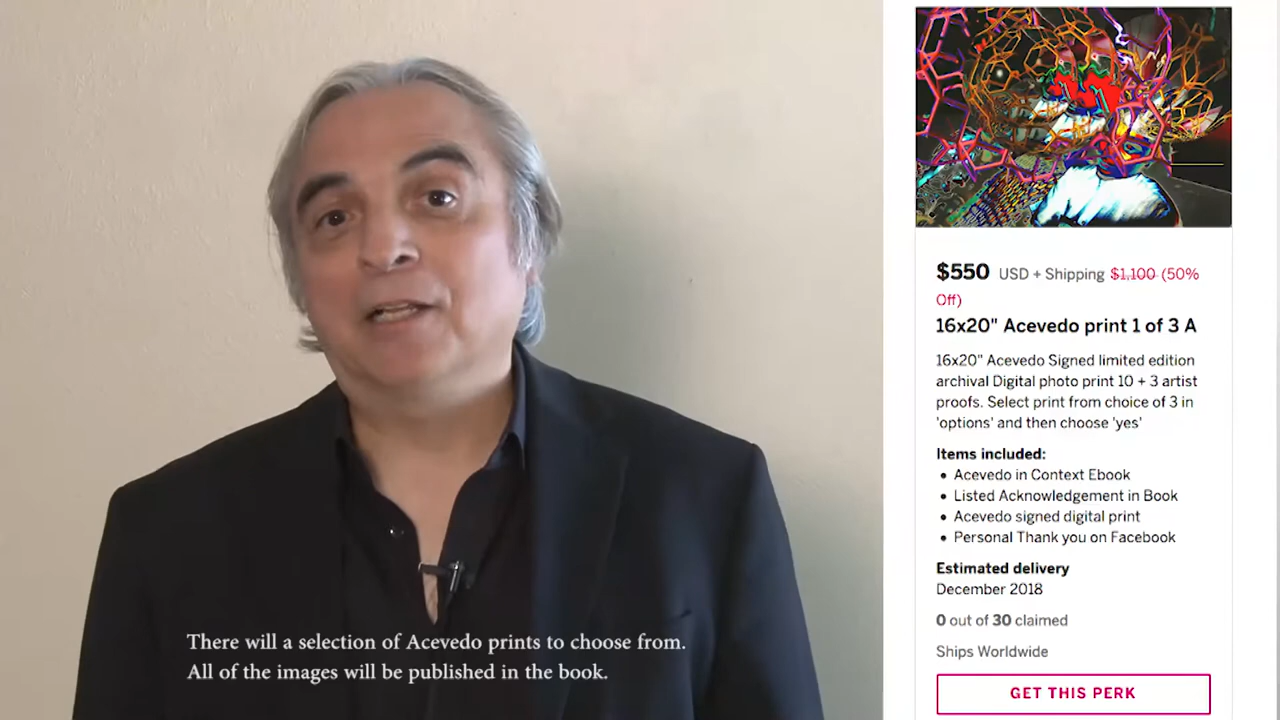 There will a selection of Acevedo prints to choose from.
All of the images will be published in the book.
$550 USD + Shipping $1,100 (50%
Off)
16x20" Acevedo print 1 of 3 A
16x20" Acevedo Signed limited edition
archival Digital photo print 10 + 3 artist
proofs. Select print from choice of 3 in
'options' and then choose 'yes'
Items included:
• Acevedo in Context Ebook
• Listed Acknowledgement in Book
• Acevedo signed digital print
• Personal Thank you on Facebook
Estimated delivery
December 2018
0 out of 30 claimed
Ships Worldwide
GET THIS PERK